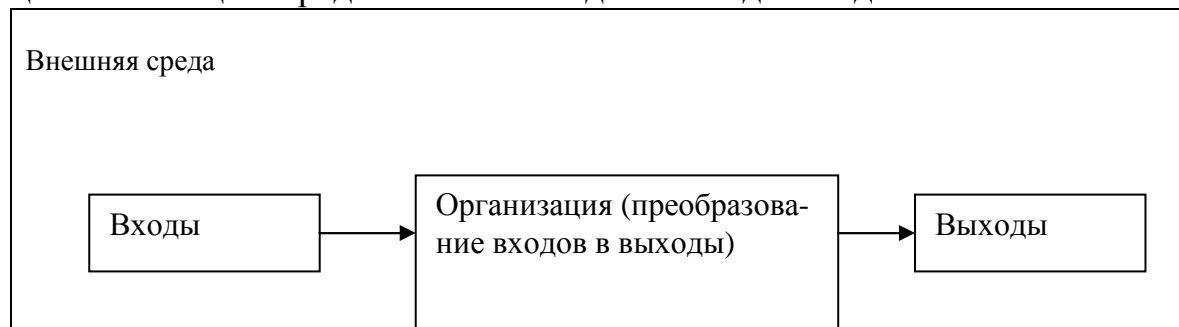 Внешняя среда
Входы
Организация (преобразова-
ние входов в выходы)
Выходы